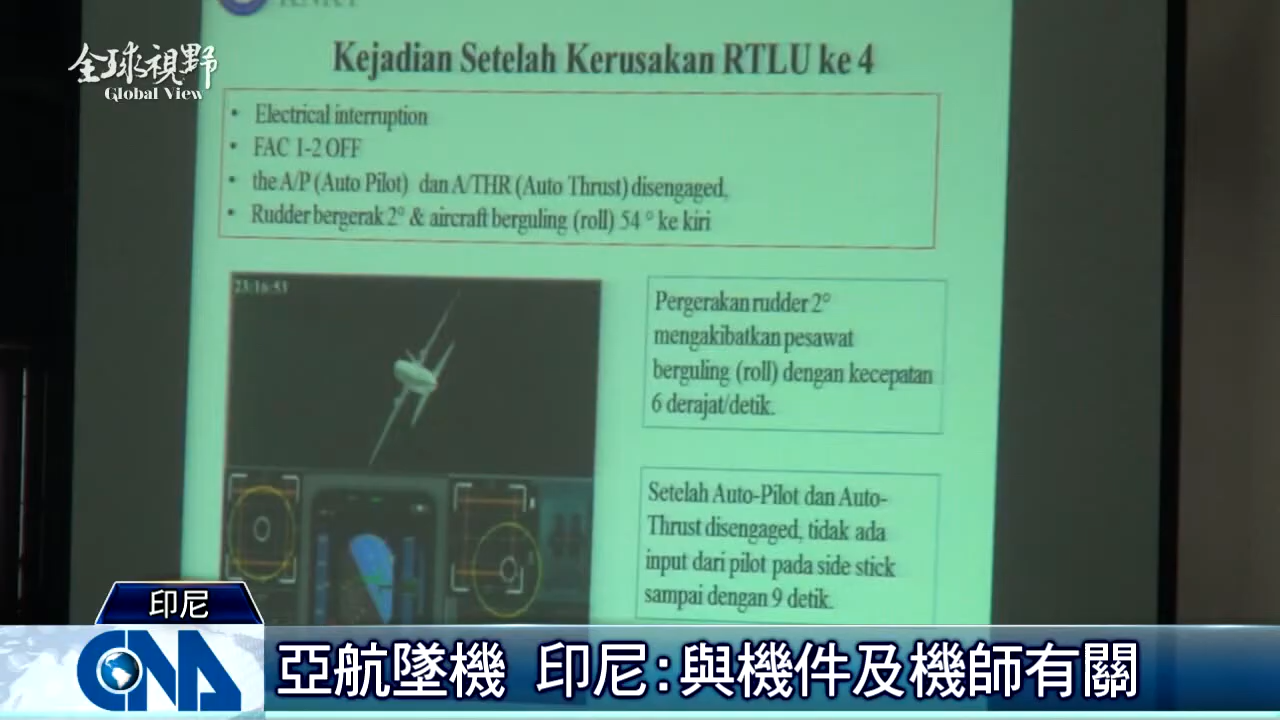 全球視野
Global View
Kejadian Setelah Kerusakan RTLU ke 4
• Electrical interruption
• FAC 1-2 OFF
• the A/P (Auto Pilot) dan A/THR (Auto Thrust) disengaged,
• Rudder bergerak 2° & aircraft berguling (roll) 54 ° ke kiri
23:16:53
Pergerakan rudder 2°
mengakibatkan pesawat
berguling (roll) dengan kecepatan
6 derajat/detik.
Setelah Auto-Pilot dan Auto-
Thrust disengaged, tidak ada
input dari pilot pada side stick
sampai dengan 9 detik.
印尼
CNA
亞航墜機 印尼:與機件及機師有關